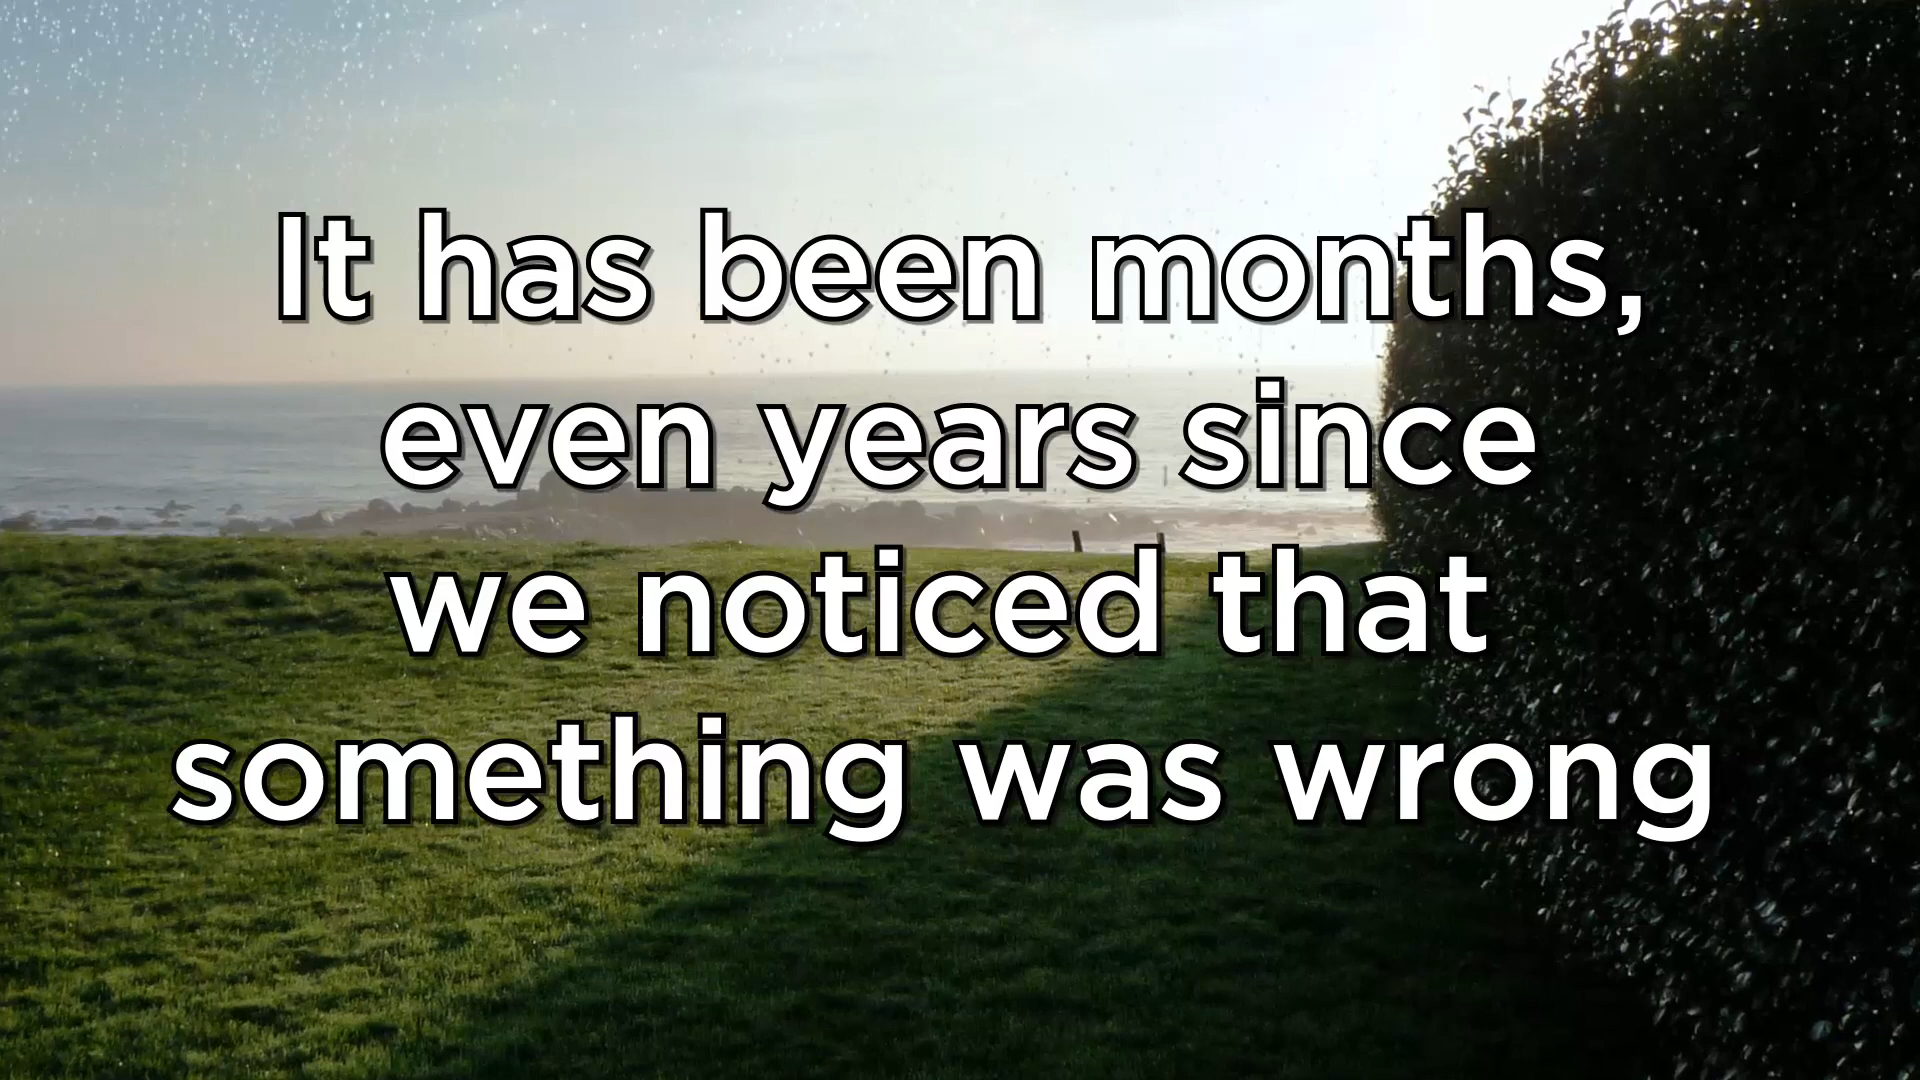 It has been months,
even years since
we noticed that
something was wrong